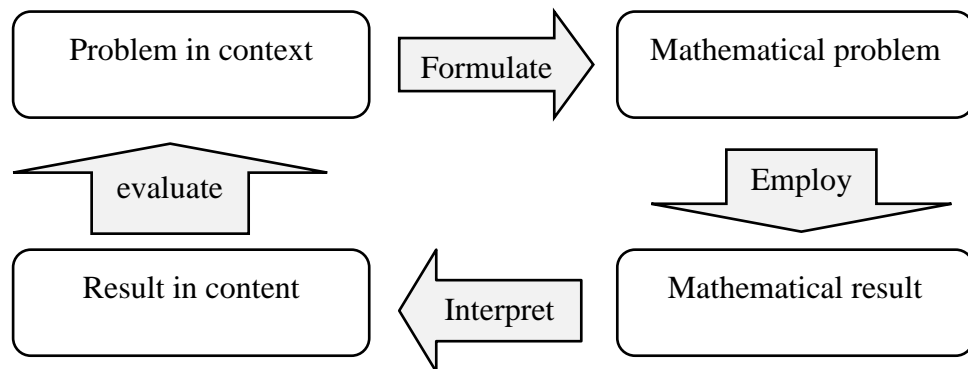 Problem in context
Formulate
Mathematical problem
evaluate
Employ
Result in content
Interpret
Mathematical result